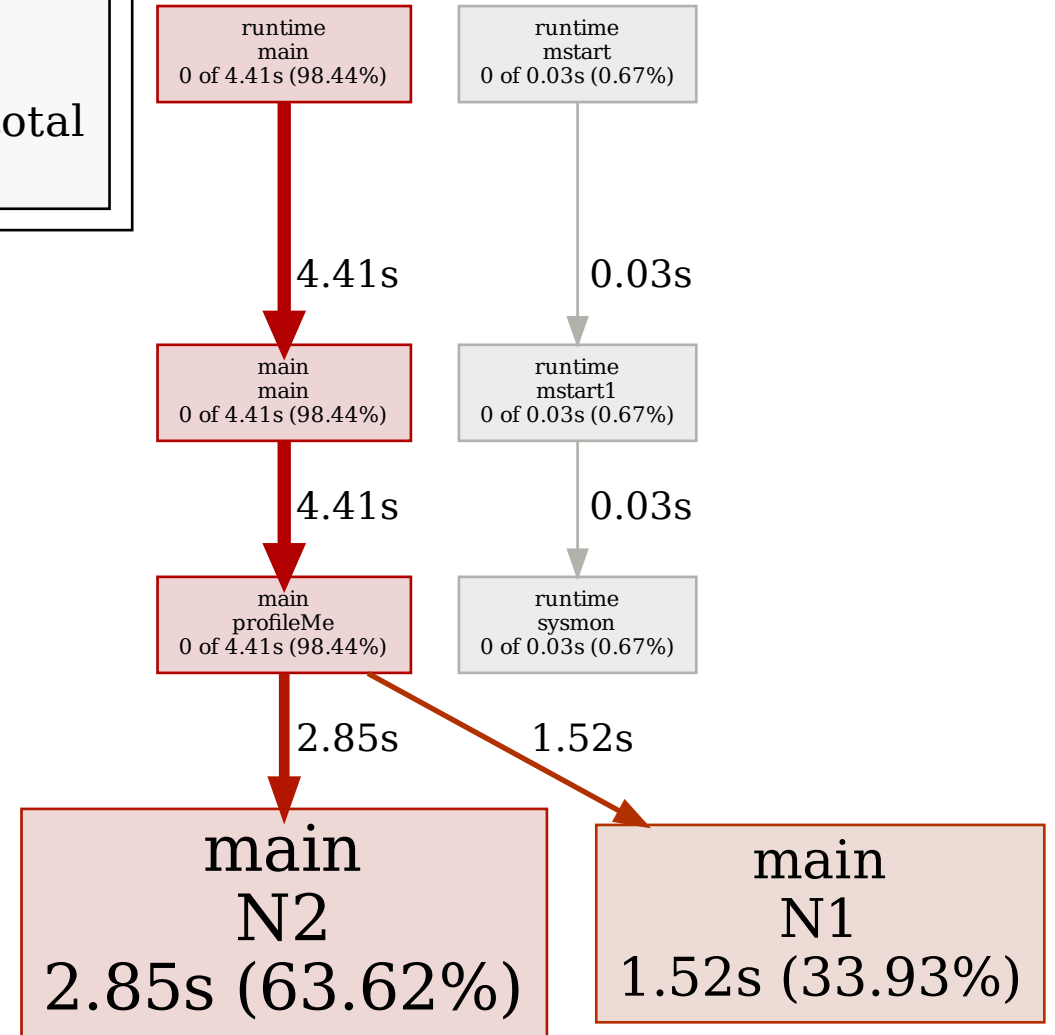 runtime
main
0 of 4.41s (98.44%)
runtime
mstart
0 of 0.03s (0.67%)
4.41s
0.03s
main
main
0 of 4.41s (98.44%)
runtime
mstart1
0 of 0.03s (0.67%)
4.41s
0.03s
main
profileMe
0 of 4.41s (98.44%)
runtime
sysmon
0 of 0.03s (0.67%)
2.85s
1.52s
main
N2
2.85s (63.62%)
main
N1
1.52s (33.93%)